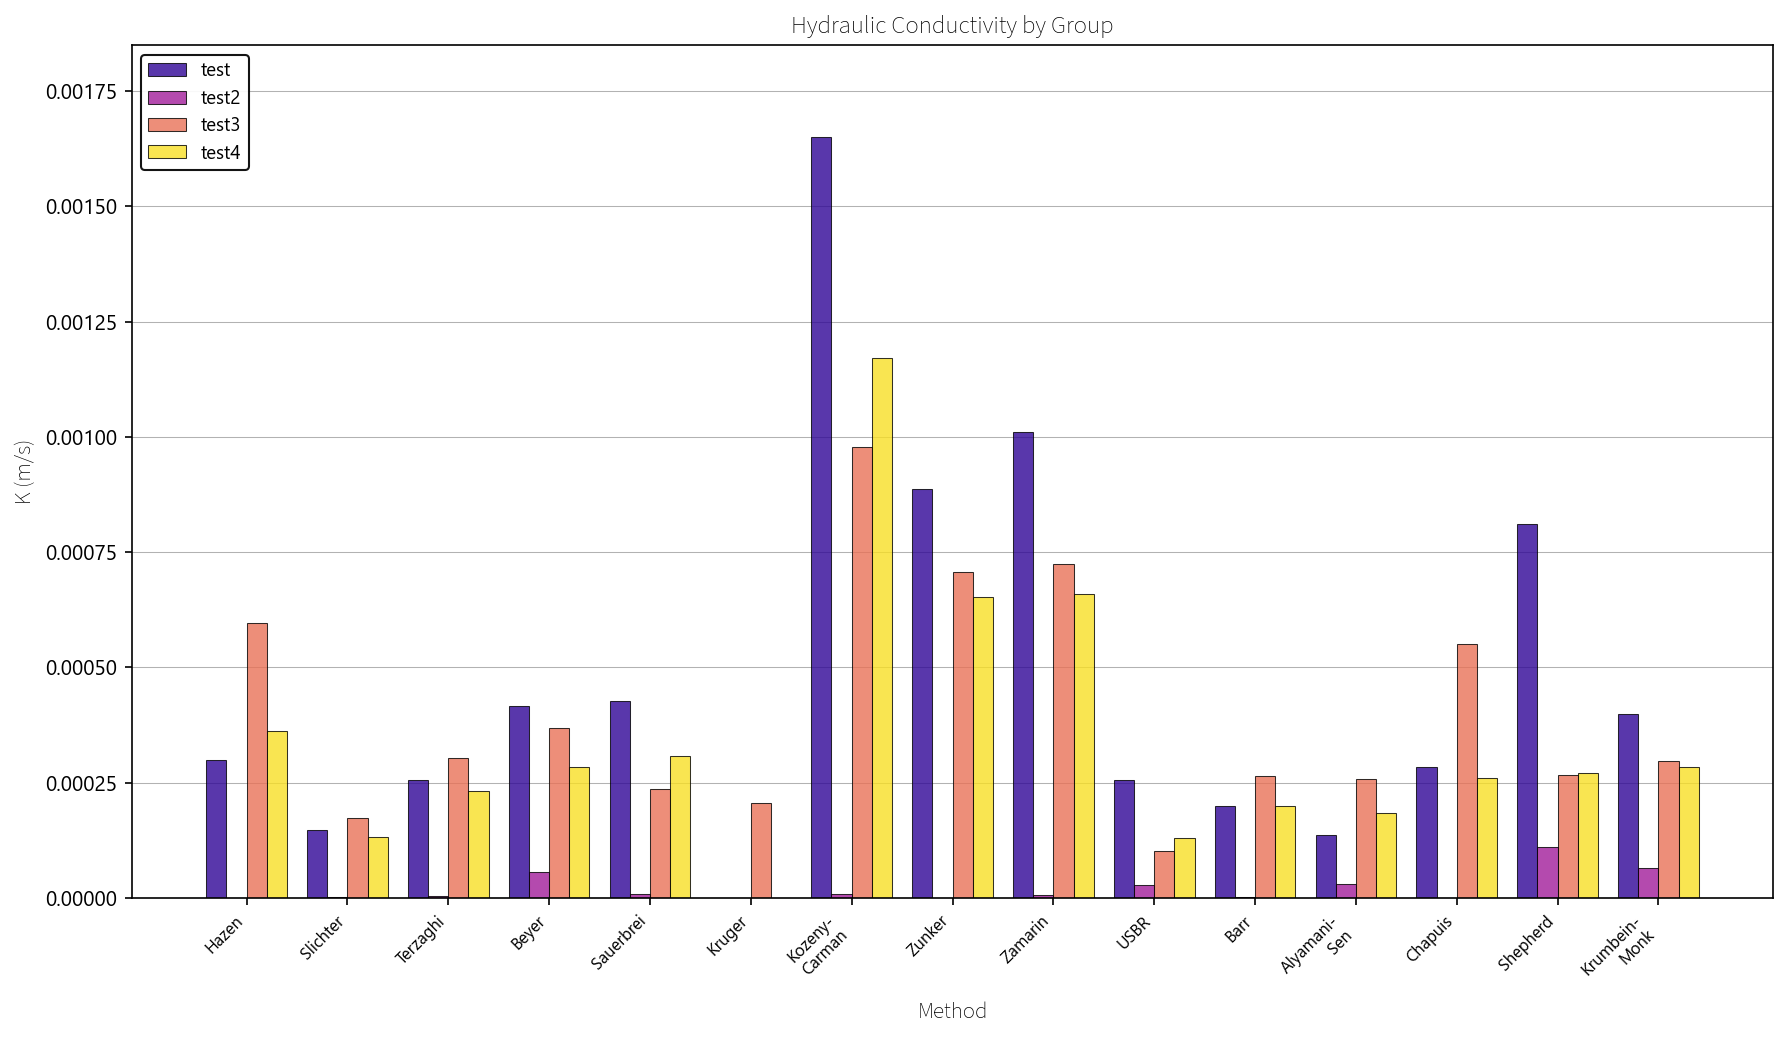 Hydraulic Conductivity by Group
test
test2
test3
test4
0.00175
0.00150
0.00125
0.00100
0.00075
0.00050
0.00025
0.00000
K (m/s)
Hazen
Slichter
Terzaghi
Beyer
Sauerbrei
Kruger
Kozeny-
Carman
Zunker
Zamarin
USBR
Barr
Alyamani-
Sen
Chapuis
Shepherd
Krumbein-
Monk
Method